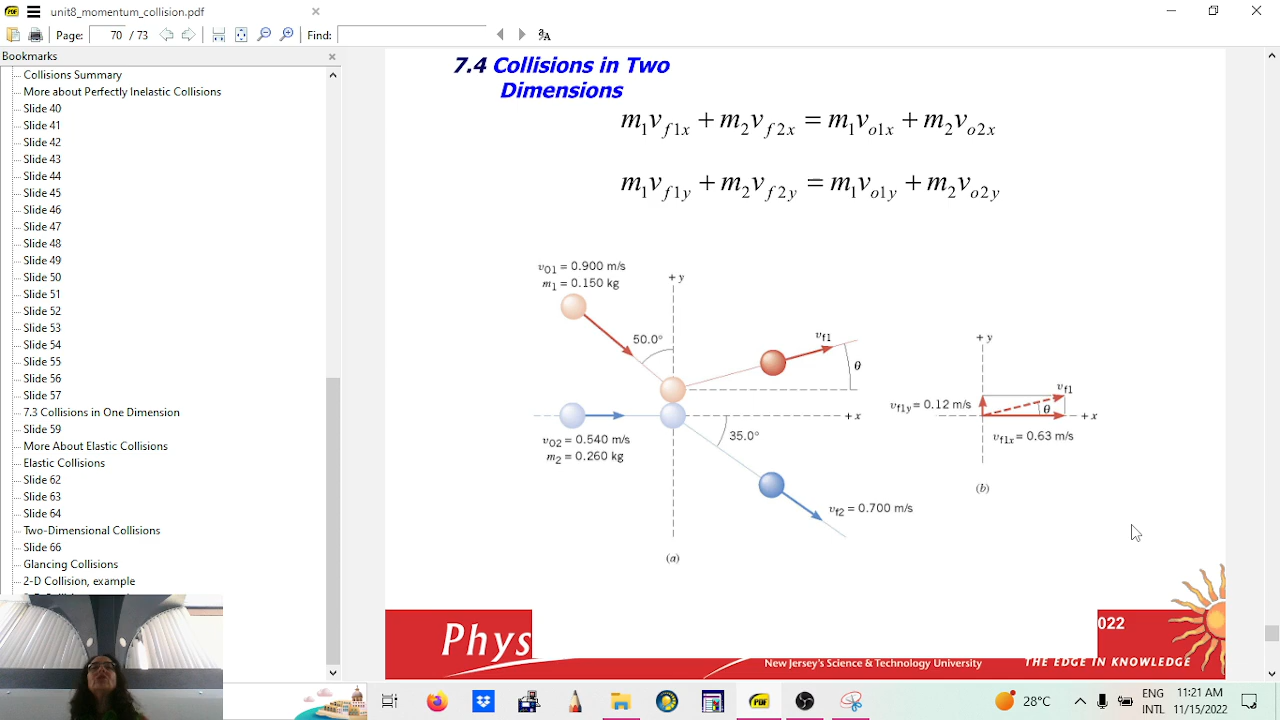 unit8_momentum_collision.pdf
Page: 70 / 73 Find:
Bookmarks
Collisions Summary
More about Perfectly Inelastic Collisions
Slide 40
Slide 41
Slide 42
Slide 43
Slide 44
Slide 45
Slide 46
Slide 47
Slide 48
Slide 49
Slide 50
Slide 51
Slide 52
Slide 53
Slide 54
Slide 55
Slide 56
Slide 57
7.3 Collisions in One Dimension
Slide 59
More About Elastic Collisions
Elastic Collisions
Slide 62
Slide 63
Slide 64
Two-Dimensional Collisions
Slide 66
Glancing Collisions
2-D Collision, example
7.4 Collisions in Two
Dimensions
m₁v_f1x + m₂v_f2x = m₁v_o1x + m₂v_o2x
m₁v_f1y + m₂v_f2y = m₁v_o1y + m₂v_o2y
v01 = 0.900 m/s
m1 = 0.150 kg
+ y
50.0°
vf1
θ
+ x
v02 = 0.540 m/s
m2 = 0.260 kg
35.0°
vf2 = 0.700 m/s
(a)
+ y
vf1
vf1y = 0.12 m/s
θ
+ x
vf1x = 0.63 m/s
(b)
Phys
022
New Jersey's Science & Technology University
THE EDGE IN KNOWLEDGE
PDF
28°C
ENG
INTL
11:21 AM
11/15/2022